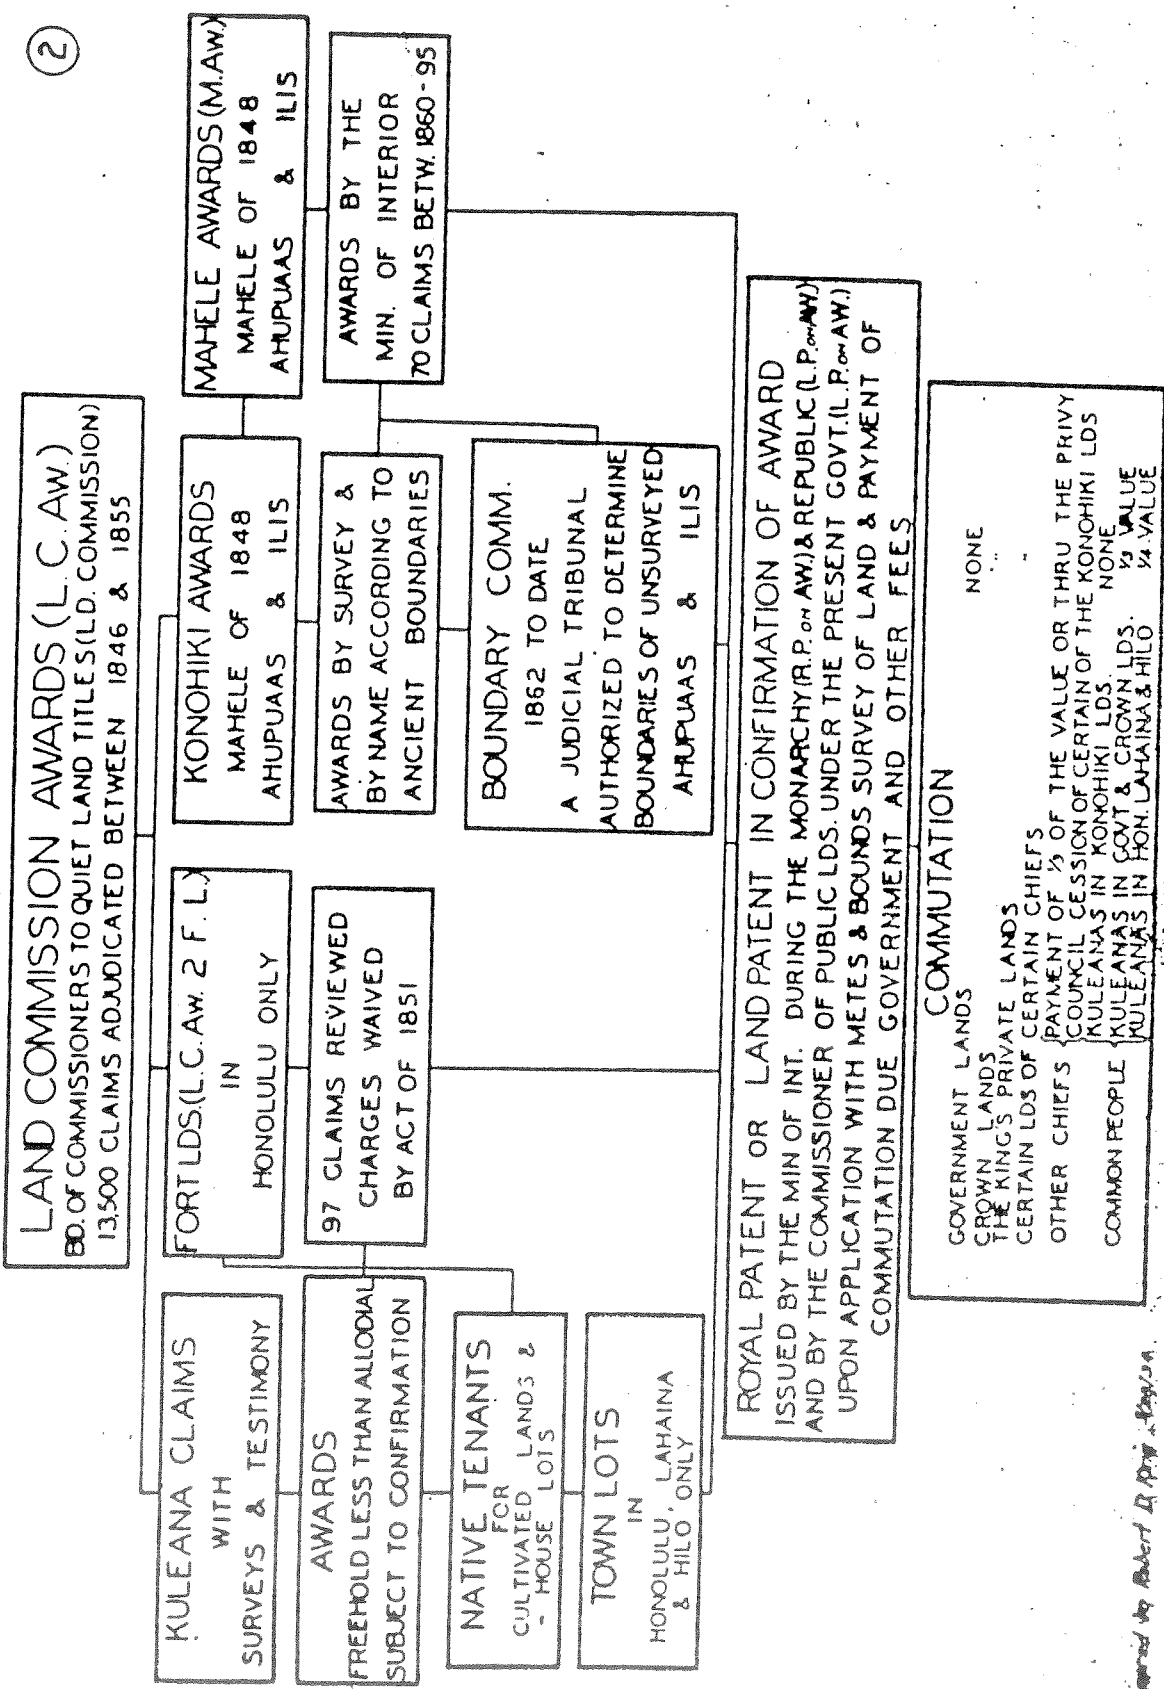 2
LAND COMMISSION AWARDS (L.C. AW.)
BD. OF COMMISSIONERS TO QUIET LAND TITLES (LD. COMMISSION)
13,500 CLAIMS ADJUDICATED BETWEEN 1846 & 1855
KULEANA CLAIMS
WITH
SURVEYS & TESTIMONY
AWARDS
FREEHOLD LESS THAN ALLODIAL
SUBJECT TO CONFIRMATION
NATIVE TENANTS
FOR
CULTIVATED LANDS &
- HOUSE LOTS
TOWN LOTS
IN
HONOLULU, LAHAINA
& HILO ONLY
FORT LDS. (L.C. Aw. 2 F. L.)
IN
HONOLULU ONLY
97 CLAIMS REVIEWED
CHARGES WAIVED
BY ACT OF 1851
KONOHIKI AWARDS
MAHELE OF 1848
AHUPUAAS & ILIS
AWARDS BY SURVEY &
BY NAME ACCORDING TO
ANCIENT BOUNDARIES
BOUNDARY COMM.
1862 TO DATE
A JUDICIAL TRIBUNAL
AUTHORIZED TO DETERMINE
BOUNDARIES OF UNSURVEYED
AHUPUAAS & ILIS
MAHELE AWARDS (M.AW.)
MAHELE OF 1848
AHUPUAAS & ILIS
AWARDS BY THE
MIN. OF INTERIOR
70 CLAIMS BETW. 1860-95
ROYAL PATENT OR LAND PATENT IN CONFIRMATION OF AWARD
ISSUED BY THE MIN OF INT. DURING THE MONARCHY (R.P. ON AW.) & REPUBLIC (L.P. ON AW.)
AND BY THE COMMISSIONER OF PUBLIC LDS. UNDER THE PRESENT GOVT. (L.P. ON AW.)
UPON APPLICATION WITH METES & BOUNDS SURVEY OF LAND & PAYMENT OF
COMMUTATION DUE GOVERNMENT AND OTHER FEES
COMMUTATION
GOVERNMENT LANDS NONE
CROWN LANDS "
THE KING'S PRIVATE LANDS
CERTAIN LDS OF CERTAIN CHIEFS "
OTHER CHIEFS { PAYMENT OF 1/3 OF THE VALUE OR THRU THE PRIVY
COUNCIL CESSION OF CERTAIN OF THE KONOHIKI LDS
KULEANAS IN KONOHIKI LDS. NONE
COMMON PEOPLE { KULEANAS IN GOVT & CROWN LDS. 1/3 VALUE
KULEANAS IN HON. LAHAINA & HILO 1/4 VALUE
by Robert D.